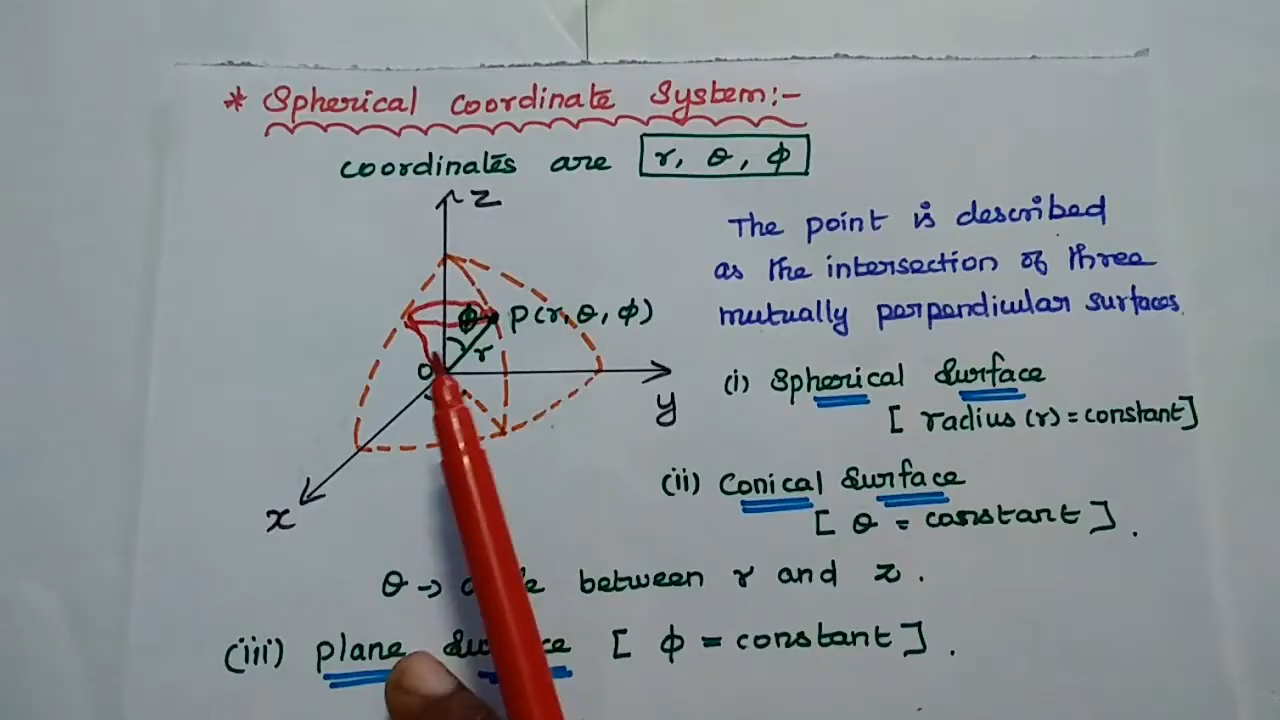 * Spherical coordinate System:-
coordinates are r, θ, ϕ
z
The point is described
as the intersection of three
mutually perpendicular surfaces.
ϕ P(r, θ, ϕ)
r
O
y
x
(i) Spherical Surface
[ radius (r) = constant]
(ii) Conical Surface
[ θ = constant ] .
θ → between r and z .
(iii) plane [ ϕ = constant ] .